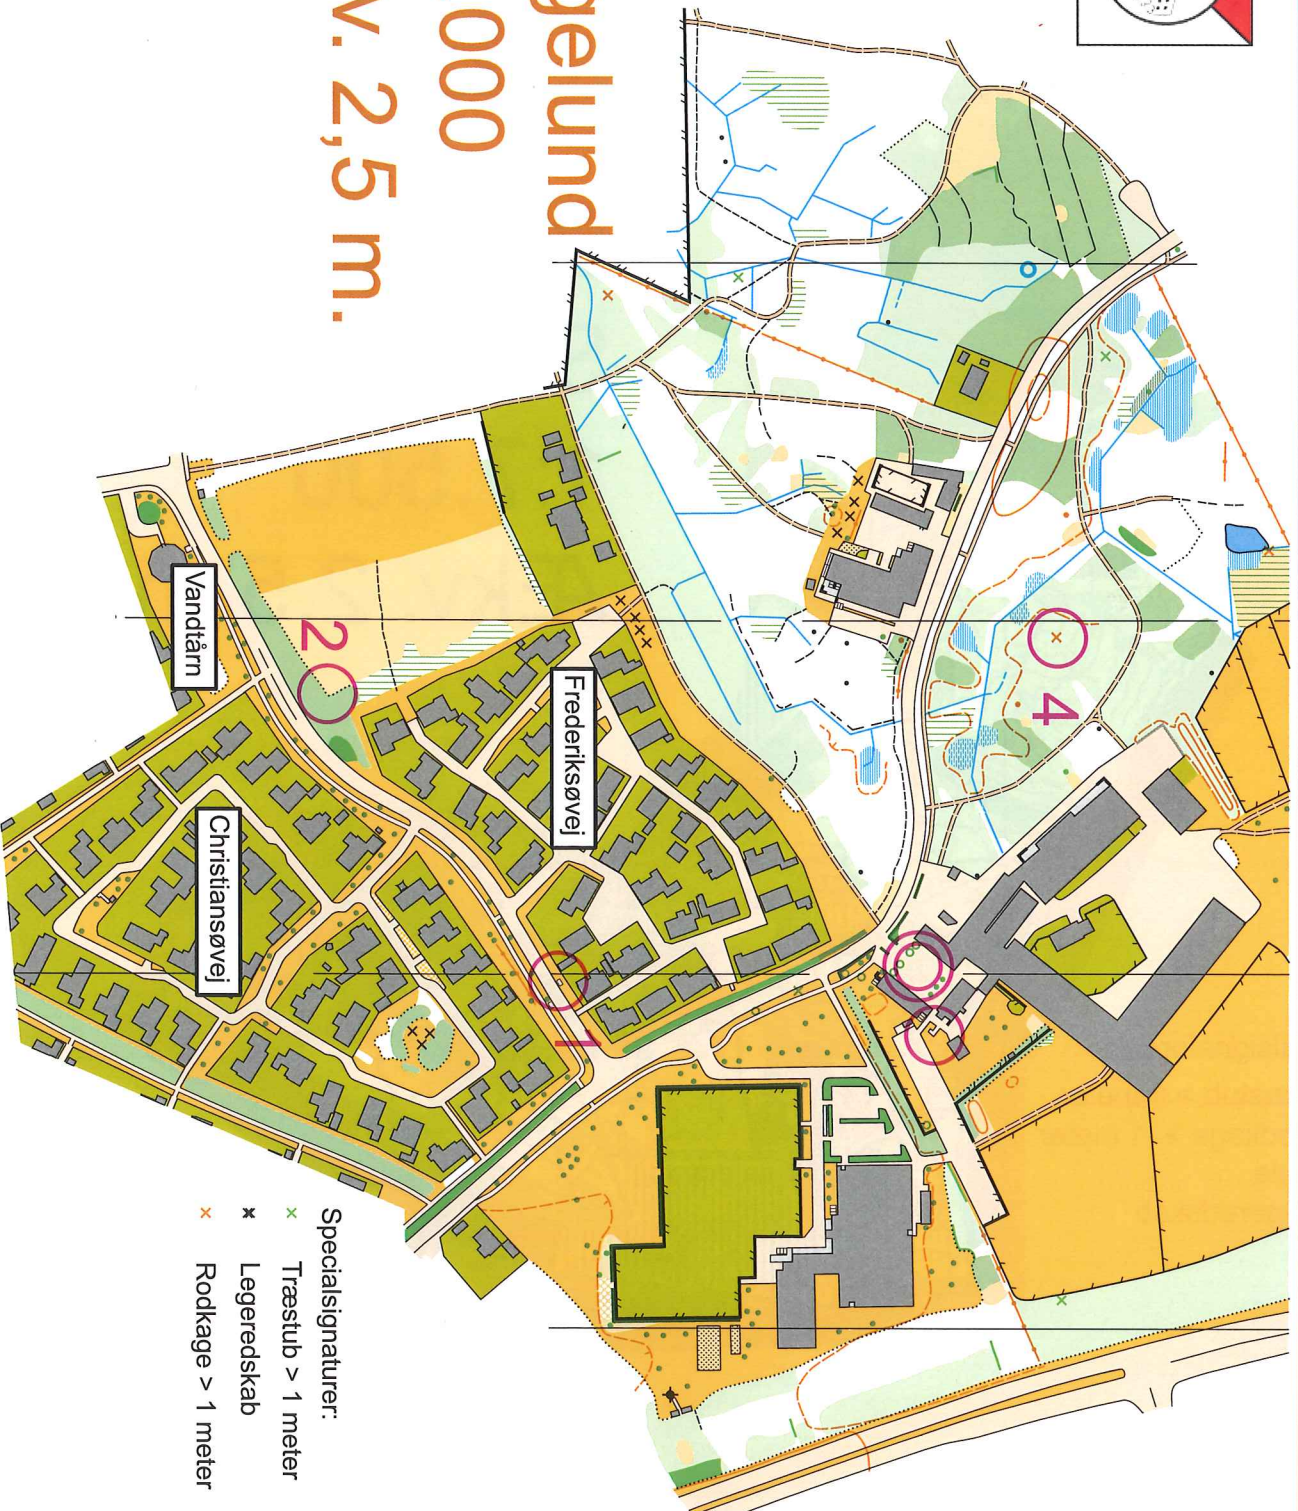 gelund
000
v. 2,5 m.
4
2
1
Vandtårn
Frederiksøvej
Christiansøvej
Specialsignaturer:
x Træstub > 1 meter
x Legeredskab
x Rodkage > 1 meter